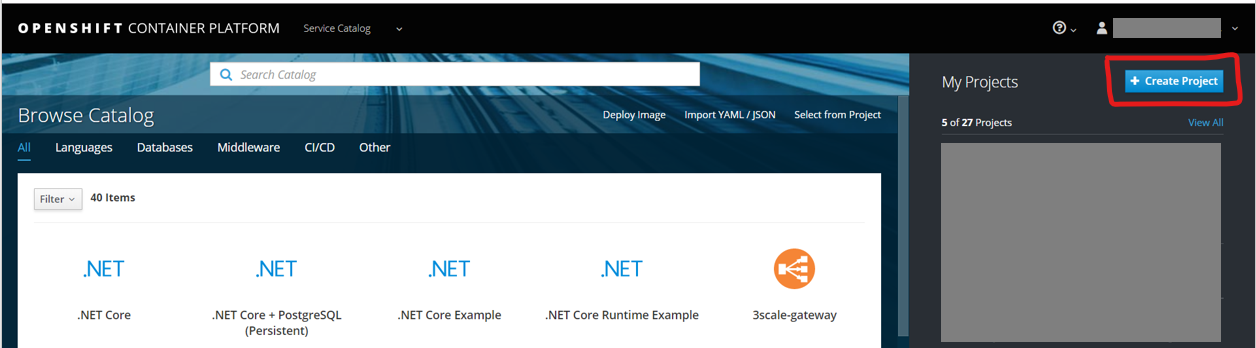 OPENSHIFT CONTAINER PLATFORM
Service Catalog
Search Catalog
My Projects
+ Create Project
Browse Catalog
Deploy Image
Import YAML / JSON
Select from Project
5 of 27 Projects
View All
All
Languages
Databases
Middleware
CI/CD
Other
Filter
40 Items
.NET
.NET
.NET
.NET
.NET Core
.NET Core + PostgreSQL
(Persistent)
.NET Core Example
.NET Core Runtime Example
3scale-gateway